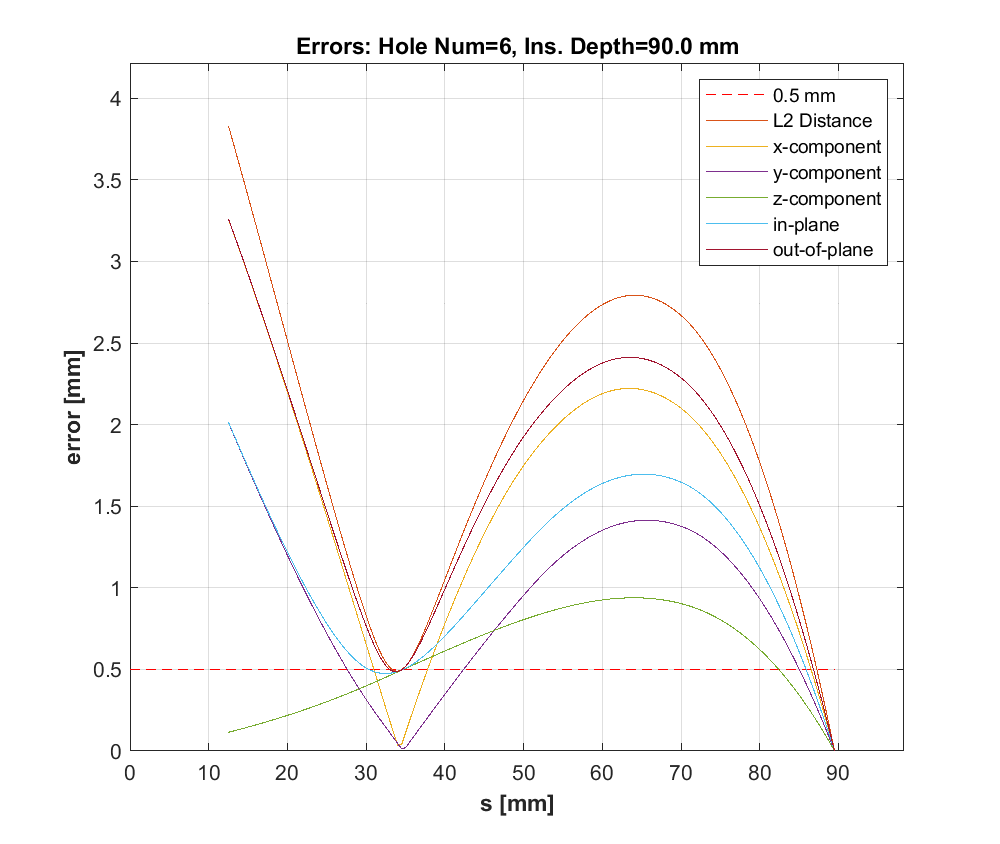 Errors: Hole Num=6, Ins. Depth=90.0 mm
0.5 mm
L2 Distance
x-component
y-component
z-component
in-plane
out-of-plane
error [mm]
4
3.5
3
2.5
2
1.5
1
0.5
0
0 10 20 30 40 50 60 70 80 90
s [mm]